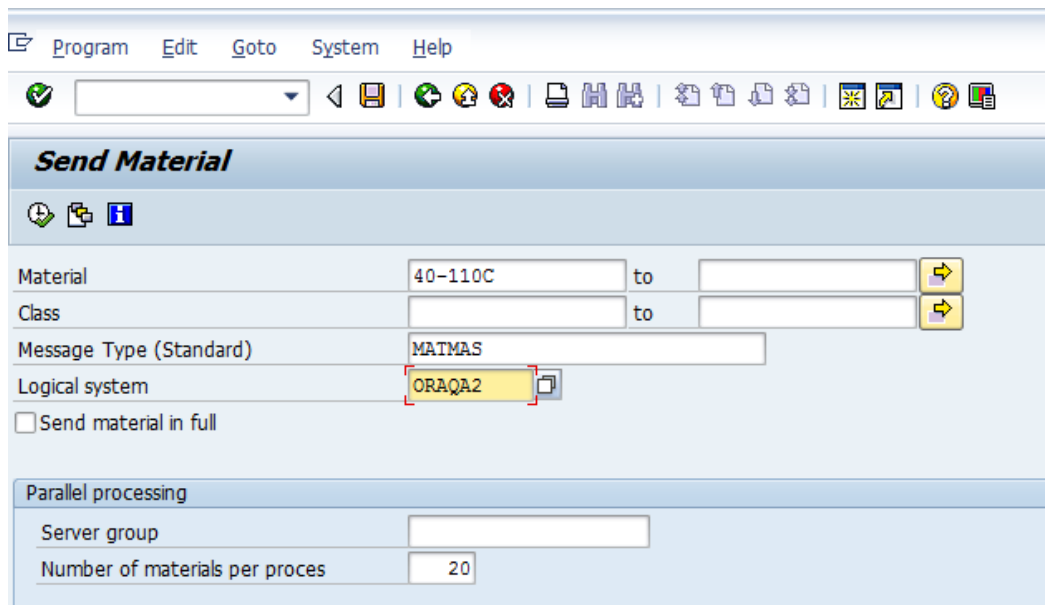 Program Edit Goto System Help
Send Material
Material 40-110C to
Class to
Message Type (Standard) MATMAS
Logical system ORAQA2
Send material in full
Parallel processing
Server group
Number of materials per proces 20